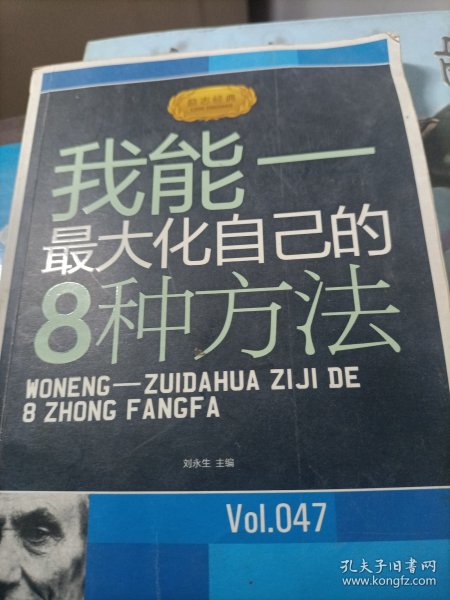 励志经典
我能一
最大化自己的
8种方法
WONENG—ZUIDAHUA ZIJI DE
8 ZHONG FANGFA
刘永生 主编
Vol.047
孔夫子旧书网
www.kongfz.com